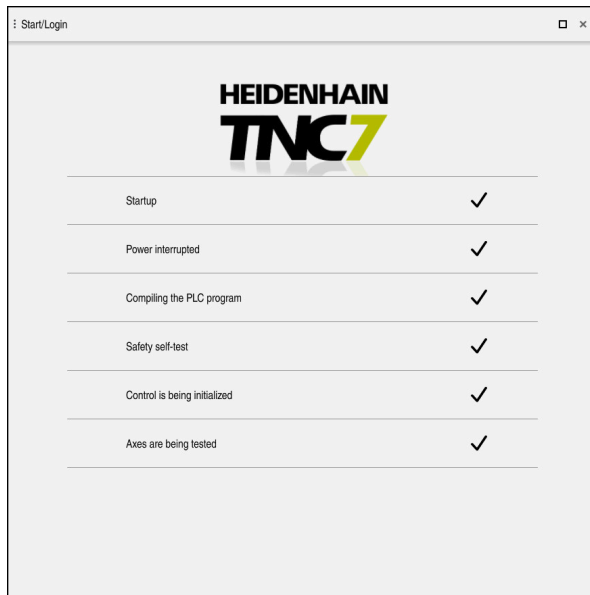 Start/Login
HEIDENHAIN
TNC7
Startup
Power interrupted
Compiling the PLC program
Safety self-test
Control is being initialized
Axes are being tested